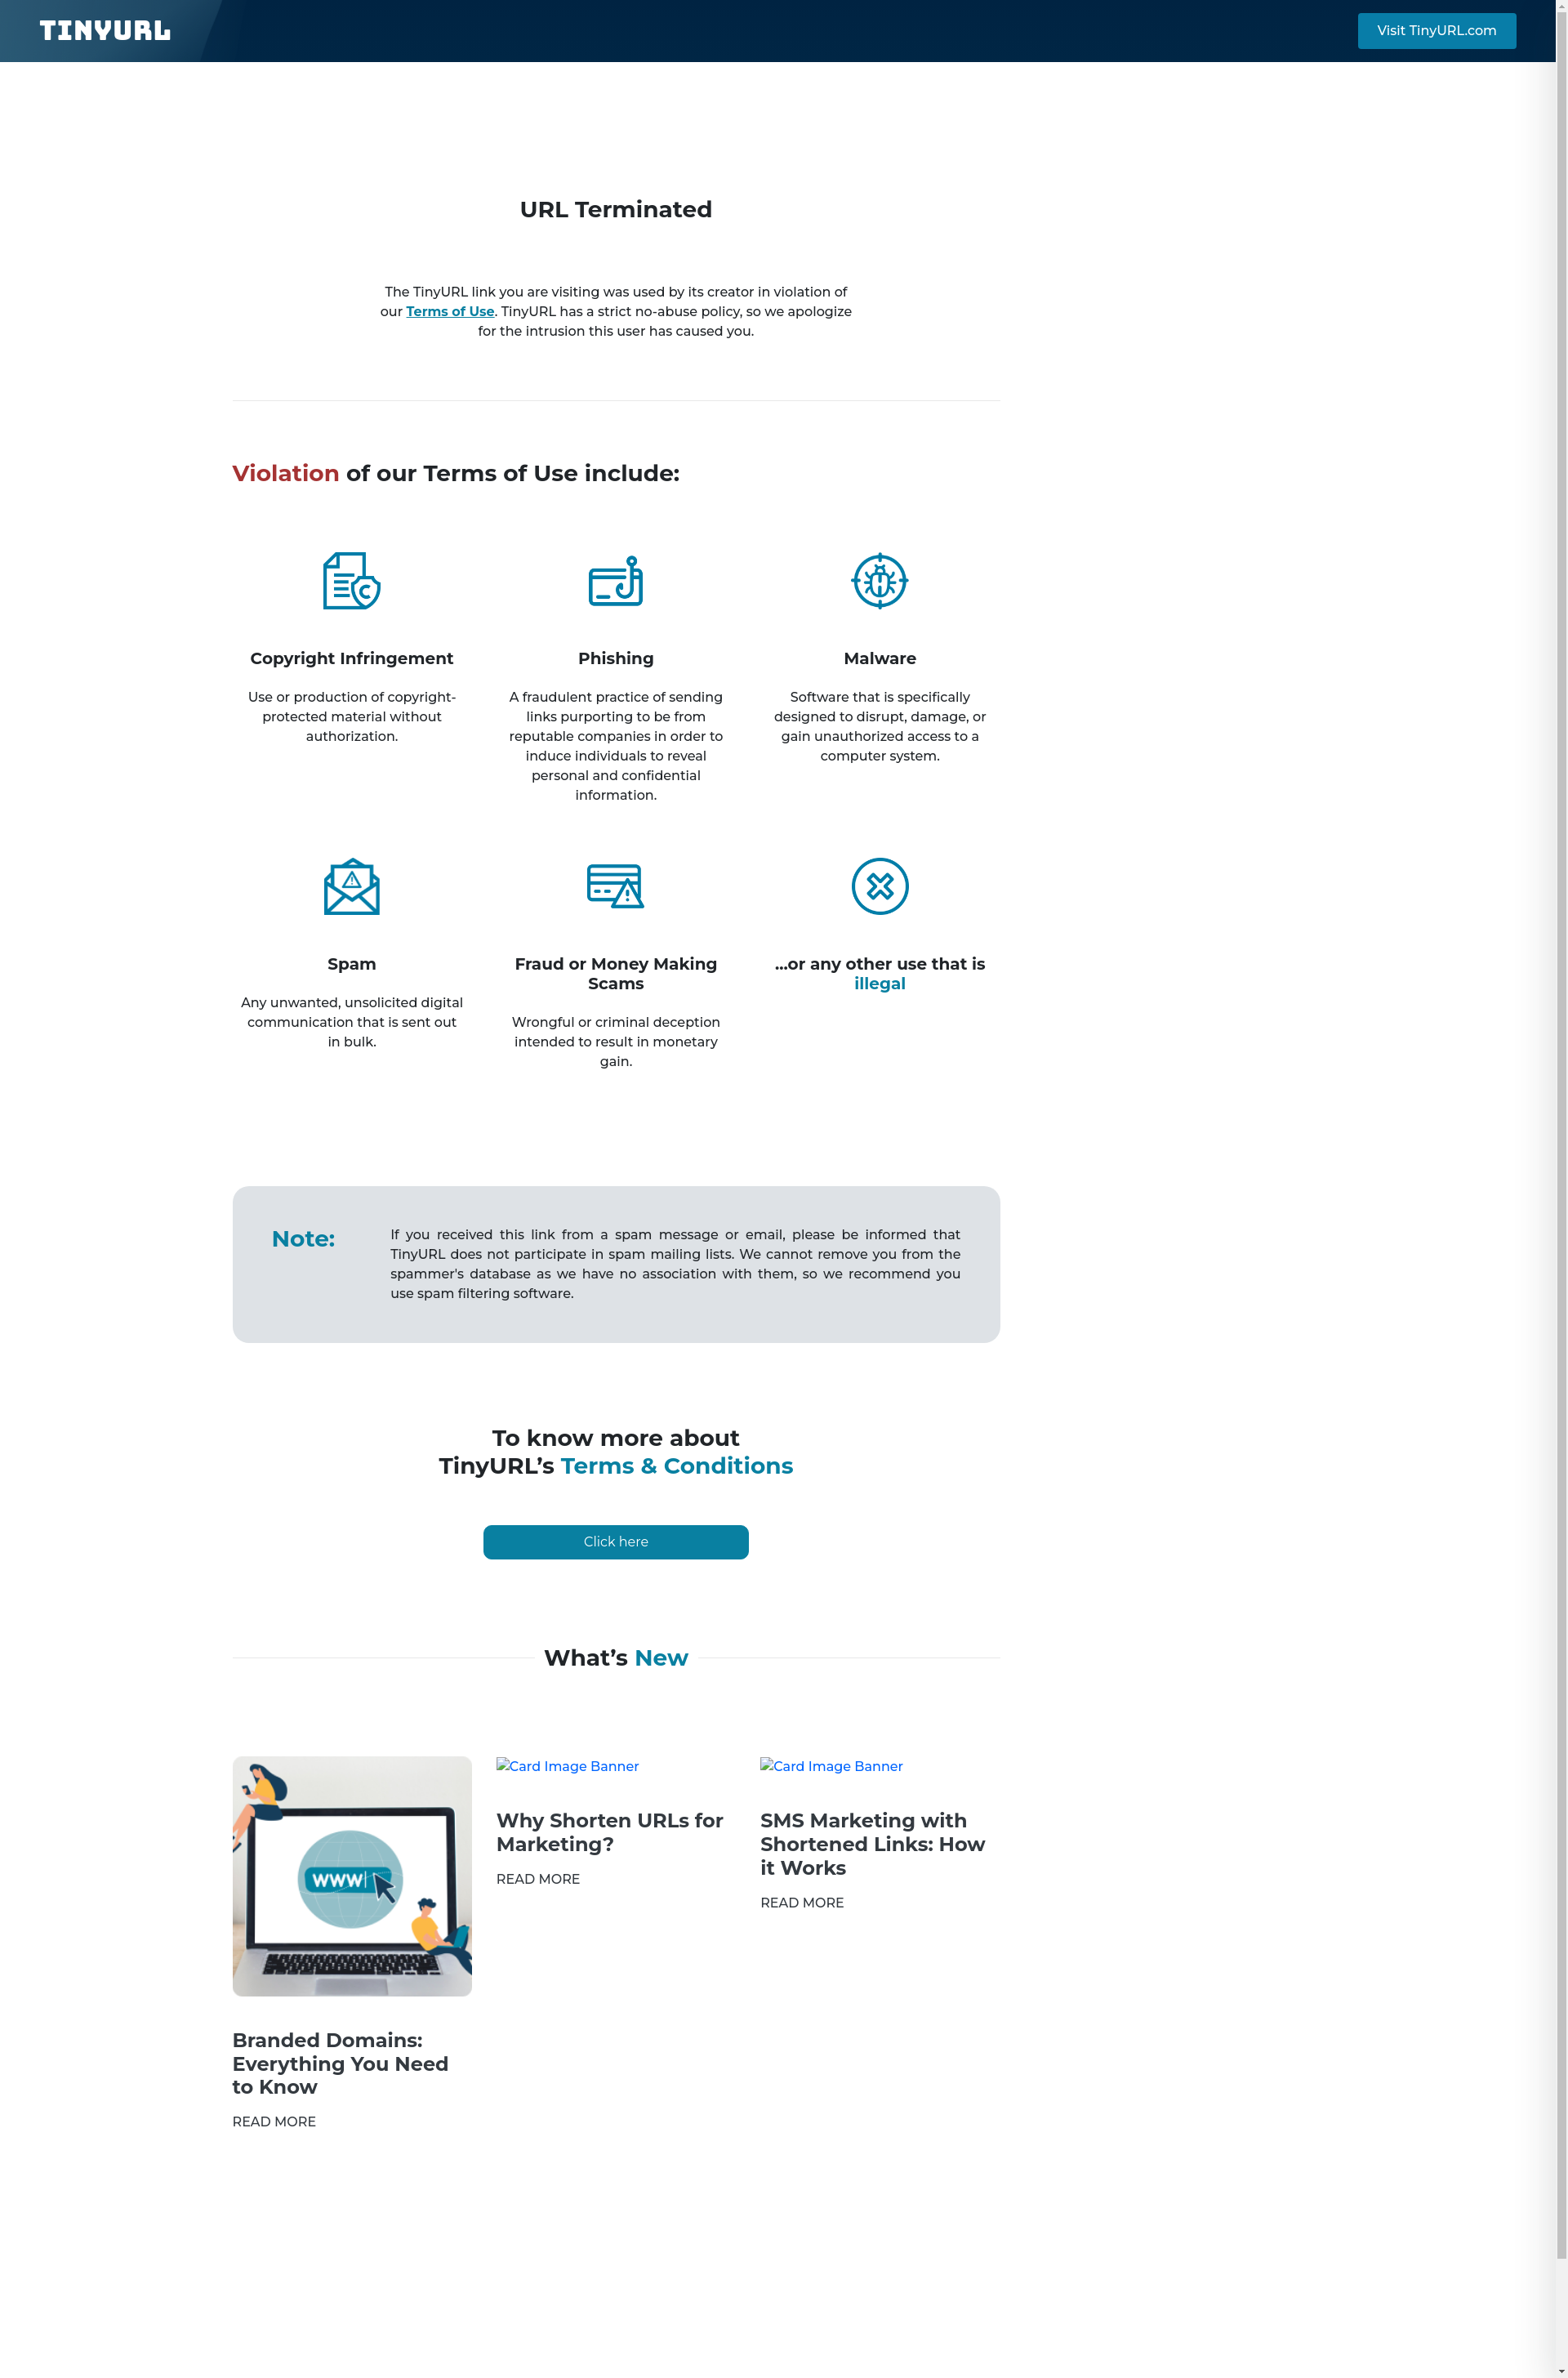 TINYURL
Visit TinyURL.com
URL Terminated
The TinyURL link you are visiting was used by its creator in violation of
our Terms of Use. TinyURL has a strict no-abuse policy, so we apologize
for the intrusion this user has caused you.
Violation of our Terms of Use include:
Copyright Infringement
Use or production of copyright-
protected material without
authorization.
Phishing
A fraudulent practice of sending
links purporting to be from
reputable companies in order to
induce individuals to reveal
personal and confidential
information.
Malware
Software that is specifically
designed to disrupt, damage, or
gain unauthorized access to a
computer system.
Spam
Any unwanted, unsolicited digital
communication that is sent out
in bulk.
Fraud or Money Making
Scams
Wrongful or criminal deception
intended to result in monetary
gain.
...or any other use that is
illegal
Note:
If you received this link from a spam message or email, please be informed that
TinyURL does not participate in spam mailing lists. We cannot remove you from the
spammer's database as we have no association with them, so we recommend you
use spam filtering software.
To know more about
TinyURL’s Terms & Conditions
Click here
What’s New
WWW
Branded Domains:
Everything You Need
to Know
READ MORE
Card Image Banner
Why Shorten URLs for
Marketing?
READ MORE
Card Image Banner
SMS Marketing with
Shortened Links: How
it Works
READ MORE